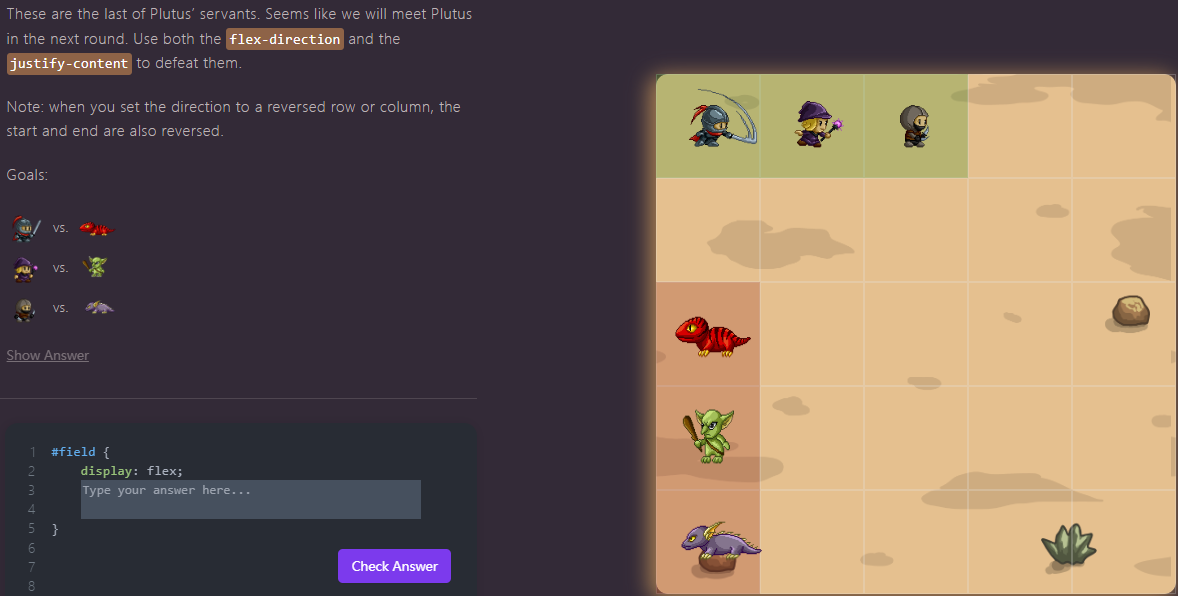 These are the last of Plutus’ servants. Seems like we will meet Plutus
in the next round. Use both the flex-direction and the
justify-content to defeat them.
Note: when you set the direction to a reversed row or column, the
start and end are also reversed.
Goals:
vs.
vs.
vs.
Show Answer
1 #field {
2 display: flex;
3 Type your answer here...
4
5 }
6
7
8
Check Answer